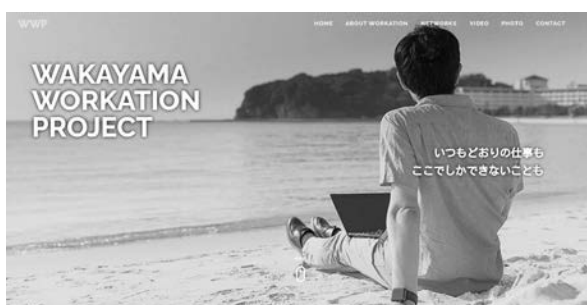 WWP
HOME ABOUT WORKATION NETWORKS VIDEO PHOTO CONTACT
WAKAYAMA
WORKATION
PROJECT
いつもどおりの仕事も
ここでしかできないことも